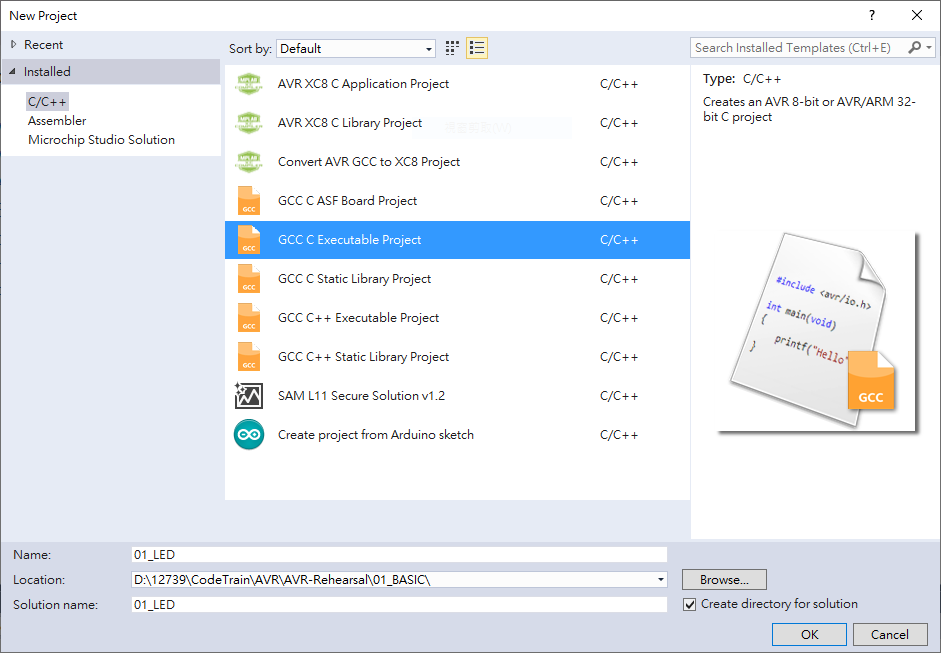 New Project
?
Recent
Installed
C/C++
Assembler
Microchip Studio Solution
Sort by: Default
Search Installed Templates (Ctrl+E)
AVR XC8 C Application Project C/C++
AVR XC8 C Library Project C/C++
Convert AVR GCC to XC8 Project C/C++
GCC GCC C ASF Board Project C/C++
GCC GCC C Executable Project C/C++
GCC GCC C Static Library Project C/C++
GCC GCC C++ Executable Project C/C++
GCC GCC C++ Static Library Project C/C++
SAM L11 Secure Solution v1.2 C/C++
Create project from Arduino sketch C/C++
Type: C/C++
Creates an AVR 8-bit or AVR/ARM 32-
bit C project
#include <avr/io.h>
int main(void)
{
printf("Hello"
}
GCC
Name: 01_LED
Location: D:\12739\CodeTrain\AVR\AVR-Rehearsal\01_BASIC\
Browse...
Solution name: 01_LED
Create directory for solution
OK Cancel